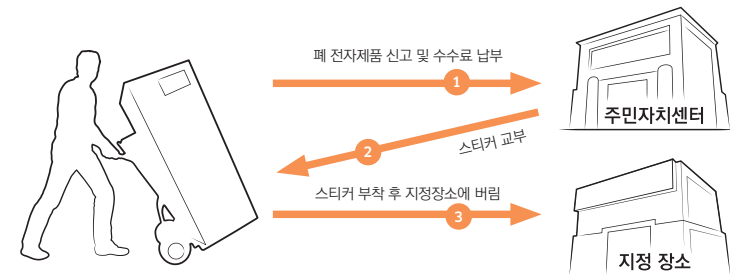 폐 전자제품 신고 및 수수료 납부
1
주민자치센터
2
스티커 교부
스티커 부착 후 지정장소에 버림
3
지정 장소